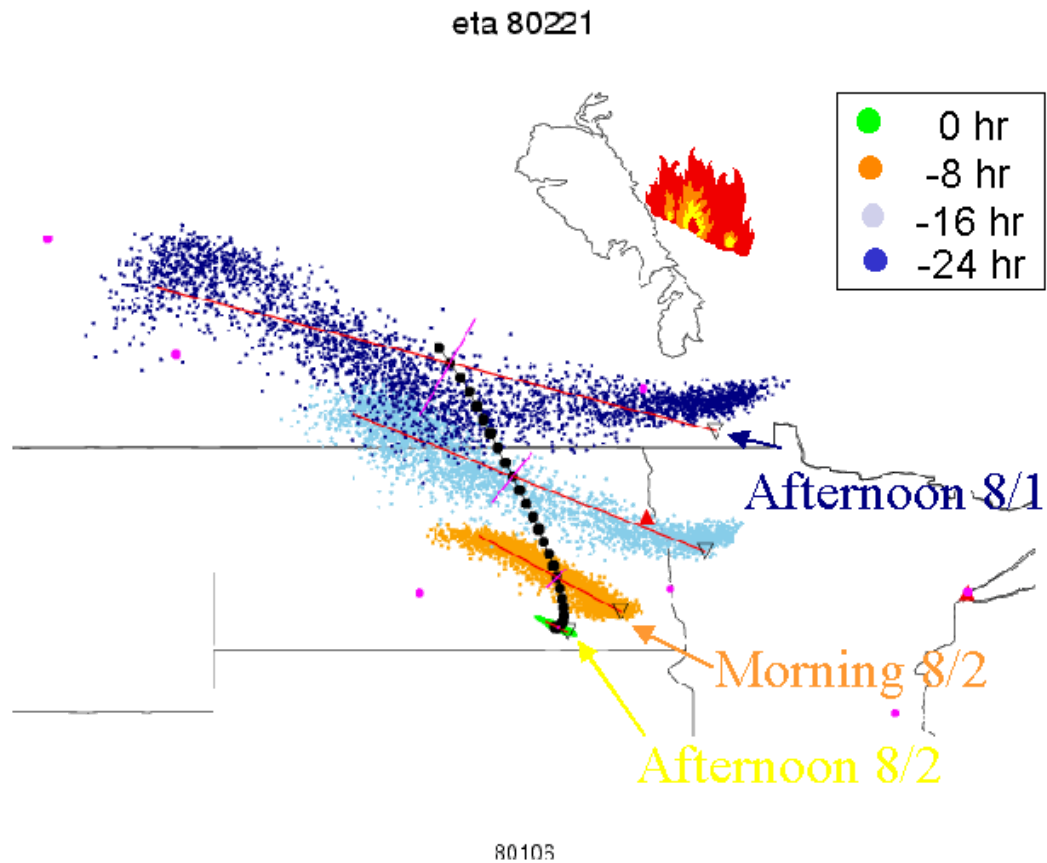 eta 80221
0 hr
-8 hr
-16 hr
-24 hr
Afternoon 8/1
Morning 8/2
Afternoon 8/2
80106